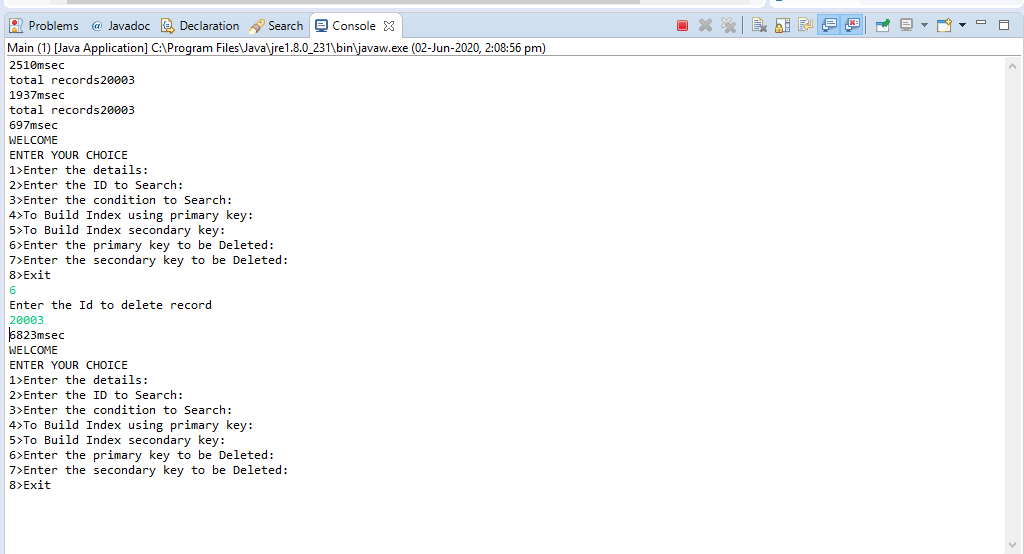 Problems @ Javadoc Declaration Search Console
Main (1) [Java Application] C:\Program Files\Java\jre1.8.0_231\bin\javaw.exe (02-Jun-2020, 2:08:56 pm)
2510msec
total records20003
1937msec
total records20003
697msec
WELCOME
ENTER YOUR CHOICE
1>Enter the details:
2>Enter the ID to Search:
3>Enter the condition to Search:
4>To Build Index using primary key:
5>To Build Index secondary key:
6>Enter the primary key to be Deleted:
7>Enter the secondary key to be Deleted:
8>Exit
6
Enter the Id to delete record
20003
6823msec
WELCOME
ENTER YOUR CHOICE
1>Enter the details:
2>Enter the ID to Search:
3>Enter the condition to Search:
4>To Build Index using primary key:
5>To Build Index secondary key:
6>Enter the primary key to be Deleted:
7>Enter the secondary key to be Deleted:
8>Exit